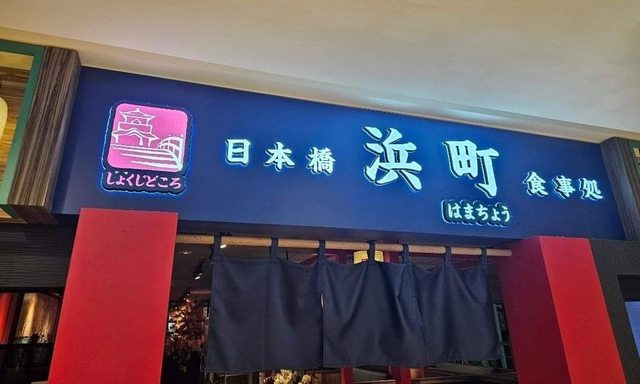 日本橋 浜町 食事処
はまちょう
しょくじどころ